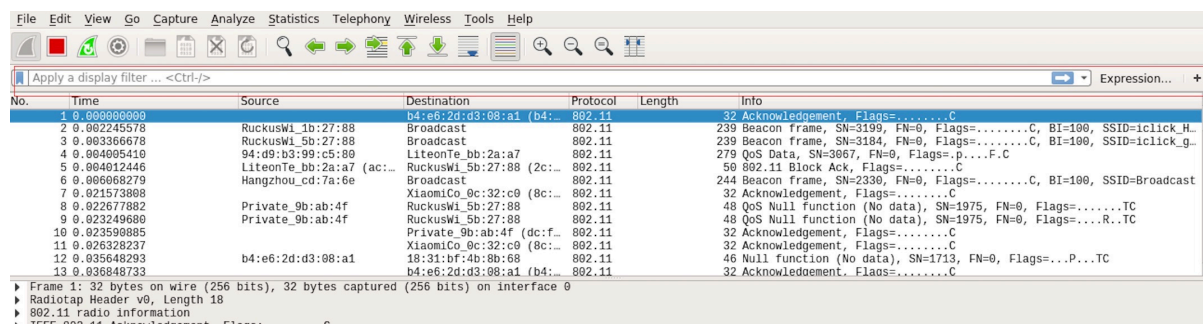 File Edit View Go Capture Analyze Statistics Telephony Wireless Tools Help
Apply a display filter ... <Ctrl-/> Expression... +
No. Time Source Destination Protocol Length Info
1 0.000000000 b4:e6:2d:d3:08:a1 (b4:… 802.11 32 Acknowledgement, Flags=........C
2 0.002245578 RuckusWi_1b:27:88 Broadcast 802.11 239 Beacon frame, SN=3199, FN=0, Flags=........C, BI=100, SSID=iclick_H…
3 0.003366678 RuckusWi_5b:27:88 Broadcast 802.11 239 Beacon frame, SN=3184, FN=0, Flags=........C, BI=100, SSID=iclick_g…
4 0.004005410 94:d9:b3:99:c5:80 LiteonTe_bb:2a:a7 802.11 279 QoS Data, SN=3067, FN=0, Flags=.p....F.C
5 0.004012446 LiteonTe_bb:2a:a7 (ac:… RuckusWi_5b:27:88 (2c:… 802.11 50 802.11 Block Ack, Flags=........C
6 0.006068279 Hangzhou_cd:7a:6e Broadcast 802.11 244 Beacon frame, SN=2330, FN=0, Flags=........C, BI=100, SSID=Broadcast
7 0.021573808 XiaomiCo_0c:32:c0 (8c:… 802.11 32 Acknowledgement, Flags=........C
8 0.022677882 Private_9b:ab:4f RuckusWi_5b:27:88 802.11 48 QoS Null function (No data), SN=1975, FN=0, Flags=.......TC
9 0.023249680 Private_9b:ab:4f RuckusWi_5b:27:88 802.11 48 QoS Null function (No data), SN=1975, FN=0, Flags=....R..TC
10 0.023590885 Private_9b:ab:4f (dc:f… 802.11 32 Acknowledgement, Flags=........C
11 0.026328237 XiaomiCo_0c:32:c0 (8c:… 802.11 32 Acknowledgement, Flags=........C
12 0.035648293 b4:e6:2d:d3:08:a1 18:31:bf:4b:8b:68 802.11 46 Null function (No data), SN=1713, FN=0, Flags=...P...TC
13 0.036848733 b4:e6:2d:d3:08:a1 (b4:… 802.11 32 Acknowledgement, Flags=........C
Frame 1: 32 bytes on wire (256 bits), 32 bytes captured (256 bits) on interface 0
Radiotap Header v0, Length 18
802.11 radio information
IEEE 802.11 Acknowledgement, Flags: ........C